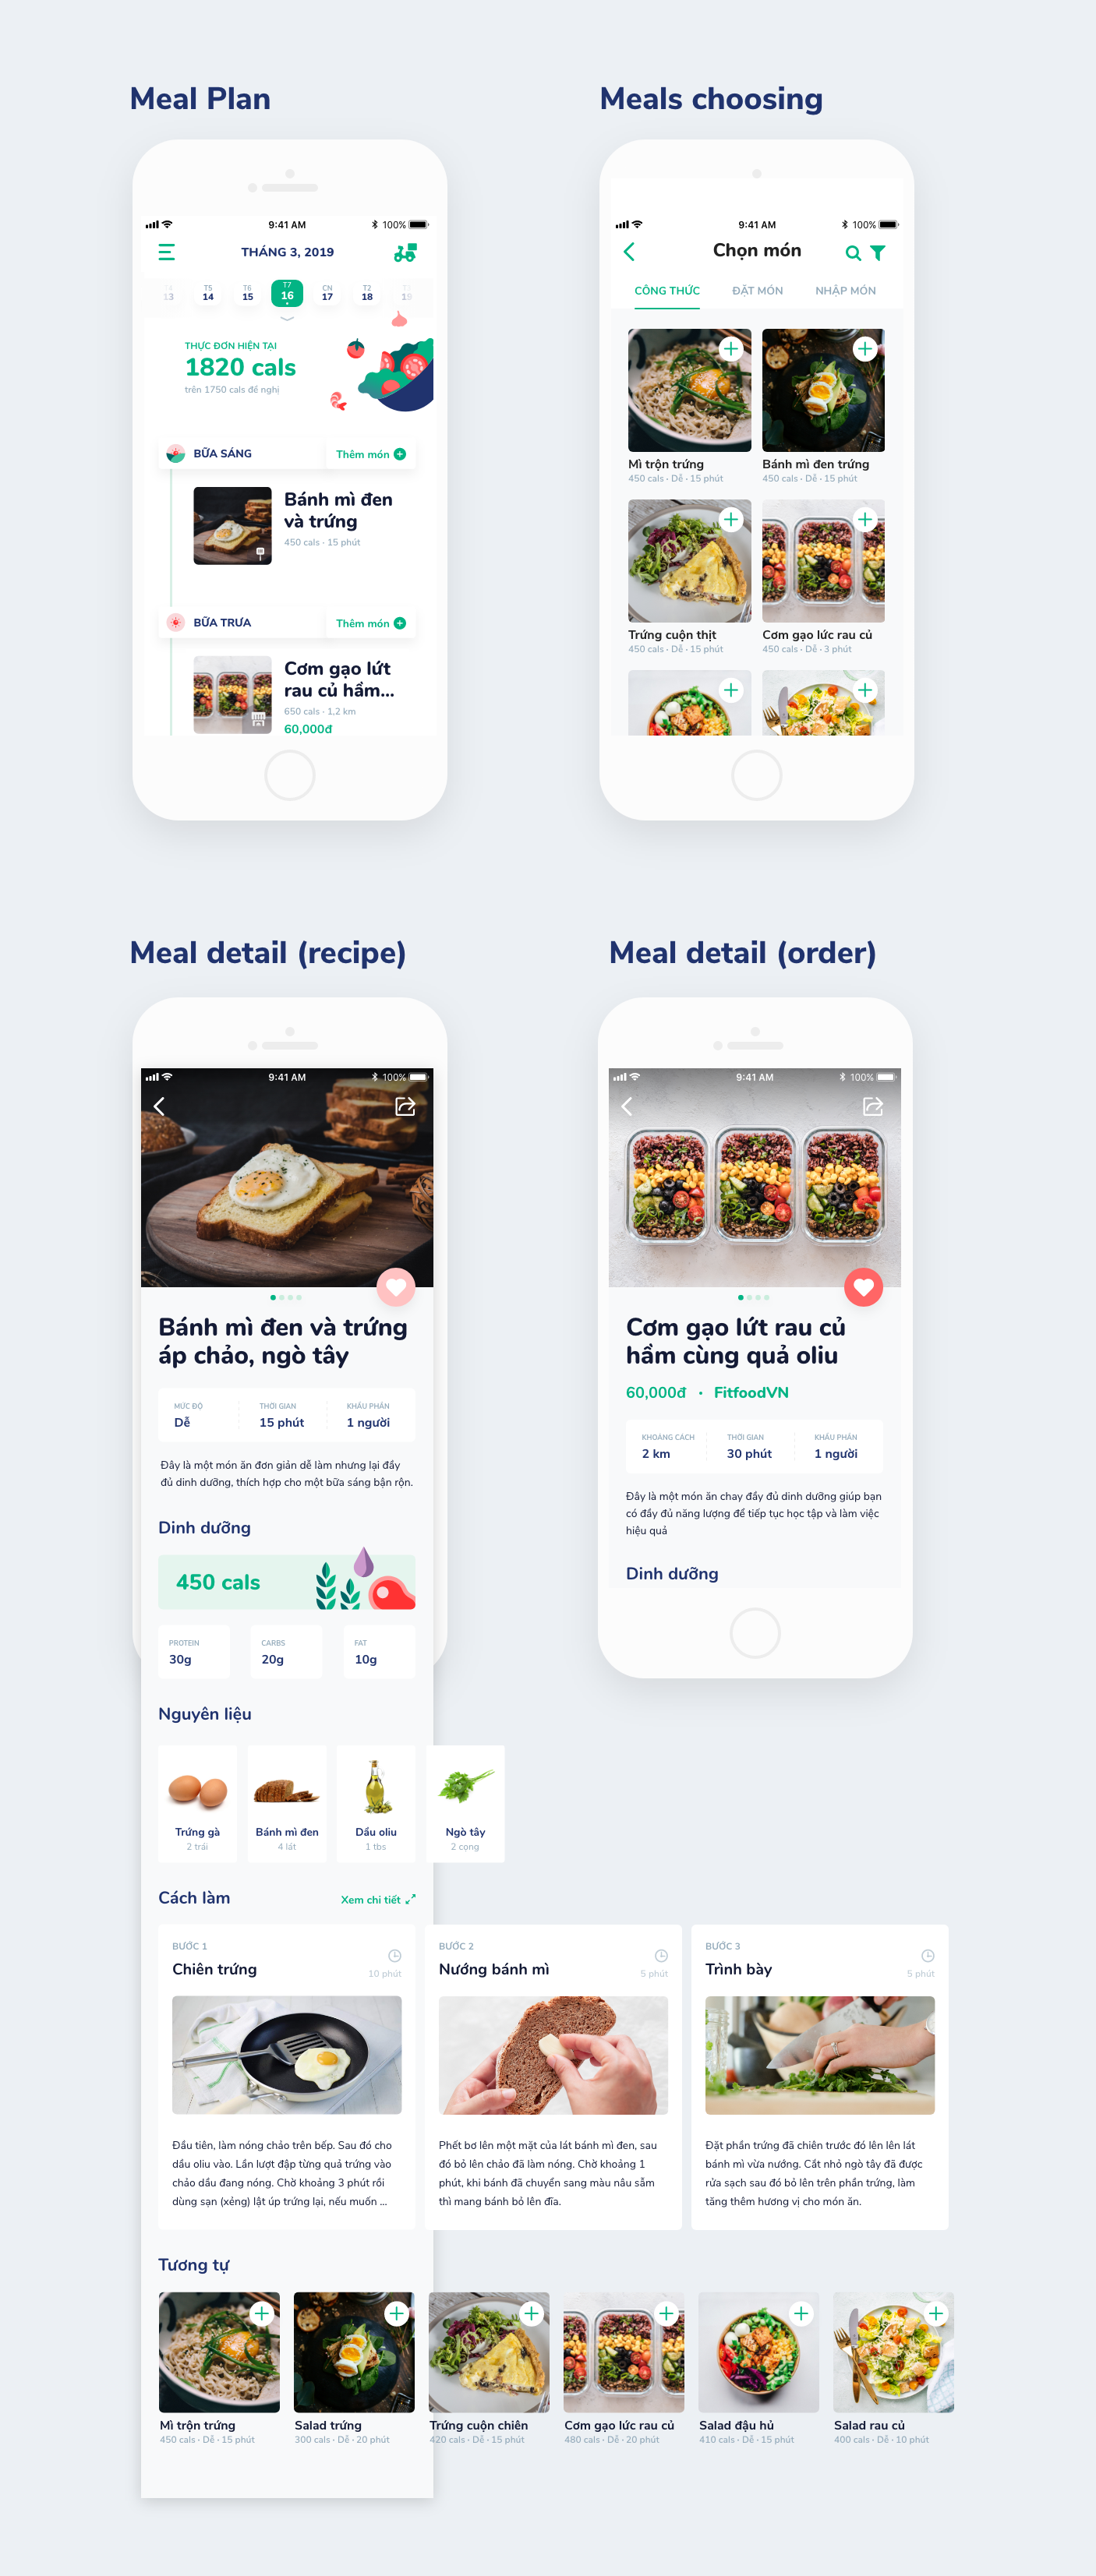 Meal Plan
Meals choosing
9:41 AM
100%
THÁNG 3, 2019
T5
T6
T7
CN
T2
13
14
15
16
17
18
19
THỰC ĐƠN HIỆN TẠI
1820 cals
trên 1750 cals đề nghị
BỮA SÁNG
Thêm món
Bánh mì đen
và trứng
450 cals · 15 phút
BỮA TRƯA
Thêm món
Cơm gạo lứt
rau củ hầm...
650 cals · 1,2 km
60,000đ
9:41 AM
100%
Chọn món
CÔNG THỨC
ĐẶT MÓN
NHẬP MÓN
Mì trộn trứng
450 cals · Dễ · 15 phút
Bánh mì đen trứng
450 cals · Dễ · 15 phút
Trứng cuộn thịt
450 cals · Dễ · 15 phút
Cơm gạo lức rau củ
450 cals · Dễ · 3 phút
Meal detail (recipe)
Meal detail (order)
9:41 AM
100%
Bánh mì đen và trứng
áp chảo, ngò tây
MỨC ĐỘ
THỜI GIAN
KHẨU PHẦN
Dễ
15 phút
1 người
Đây là một món ăn đơn giản dễ làm nhưng lại đầy
đủ dinh dưỡng, thích hợp cho một bữa sáng bận rộn.
Dinh dưỡng
450 cals
PROTEIN
CARBS
FAT
30g
20g
10g
Nguyên liệu
Trứng gà
2 trái
Bánh mì đen
4 lát
Dầu oliu
1 tbs
Ngò tây
2 cọng
Cách làm
Xem chi tiết
BƯỚC 1
Chiên trứng
10 phút
Đầu tiên, làm nóng chảo trên bếp. Sau đó cho
dầu oliu vào. Lần lượt đập từng quả trứng vào
chảo dầu đang nóng. Chờ khoảng 3 phút rồi
dùng sạn (xẻng) lật úp trứng lại, nếu muốn ...
BƯỚC 2
Nướng bánh mì
5 phút
Phết bơ lên một mặt của lát bánh mì đen, sau
đó bỏ lên chảo đã làm nóng. Chờ khoảng 1
phút, khi bánh đã chuyển sang màu nâu sẫm
thì mang bánh bỏ lên đĩa.
BƯỚC 3
Trình bày
5 phút
Đặt phần trứng đã chiên trước đó lên lên lát
bánh mì vừa nướng. Cắt nhỏ ngò tây đã được
rửa sạch sau đó bỏ lên trên phần trứng, làm
tăng thêm hương vị cho món ăn.
Tương tự
Mì trộn trứng
450 cals · Dễ · 15 phút
Salad trứng
300 cals · Dễ · 20 phút
Trứng cuộn chiên
420 cals · Dễ · 15 phút
Cơm gạo lức rau củ
480 cals · Dễ · 20 phút
Salad đậu hủ
410 cals · Dễ · 15 phút
Salad rau củ
400 cals · Dễ · 10 phút
9:41 AM
100%
Cơm gạo lứt rau củ
hầm cùng quả oliu
60,000đ · FitfoodVN
KHOẢNG CÁCH
THỜI GIAN
KHẨU PHẦN
2 km
30 phút
1 người
Đây là một món ăn chay đầy đủ dinh dưỡng giúp bạn
có đầy đủ năng lượng để tiếp tục học tập và làm việc
hiệu quả
Dinh dưỡng